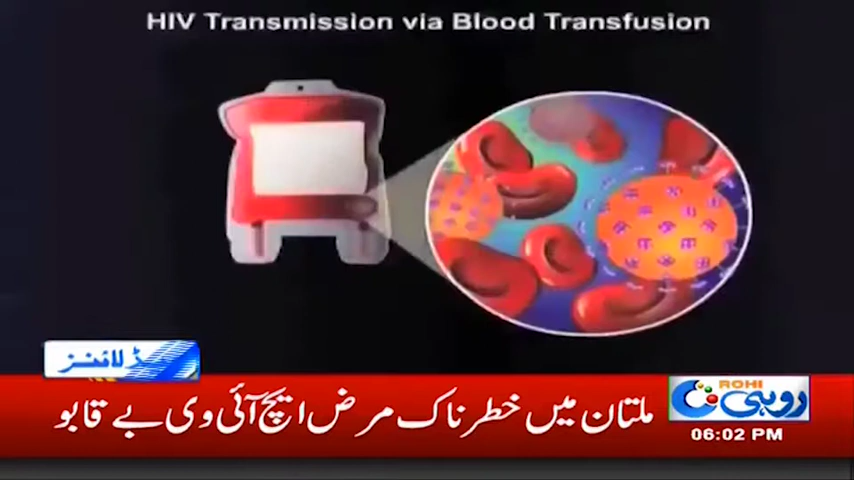 HIV Transmission via Blood Transfusion
ملتان میں خطرناک مرض ایچ آئی وی بے قابو
ROHI
روہی
06:02 PM